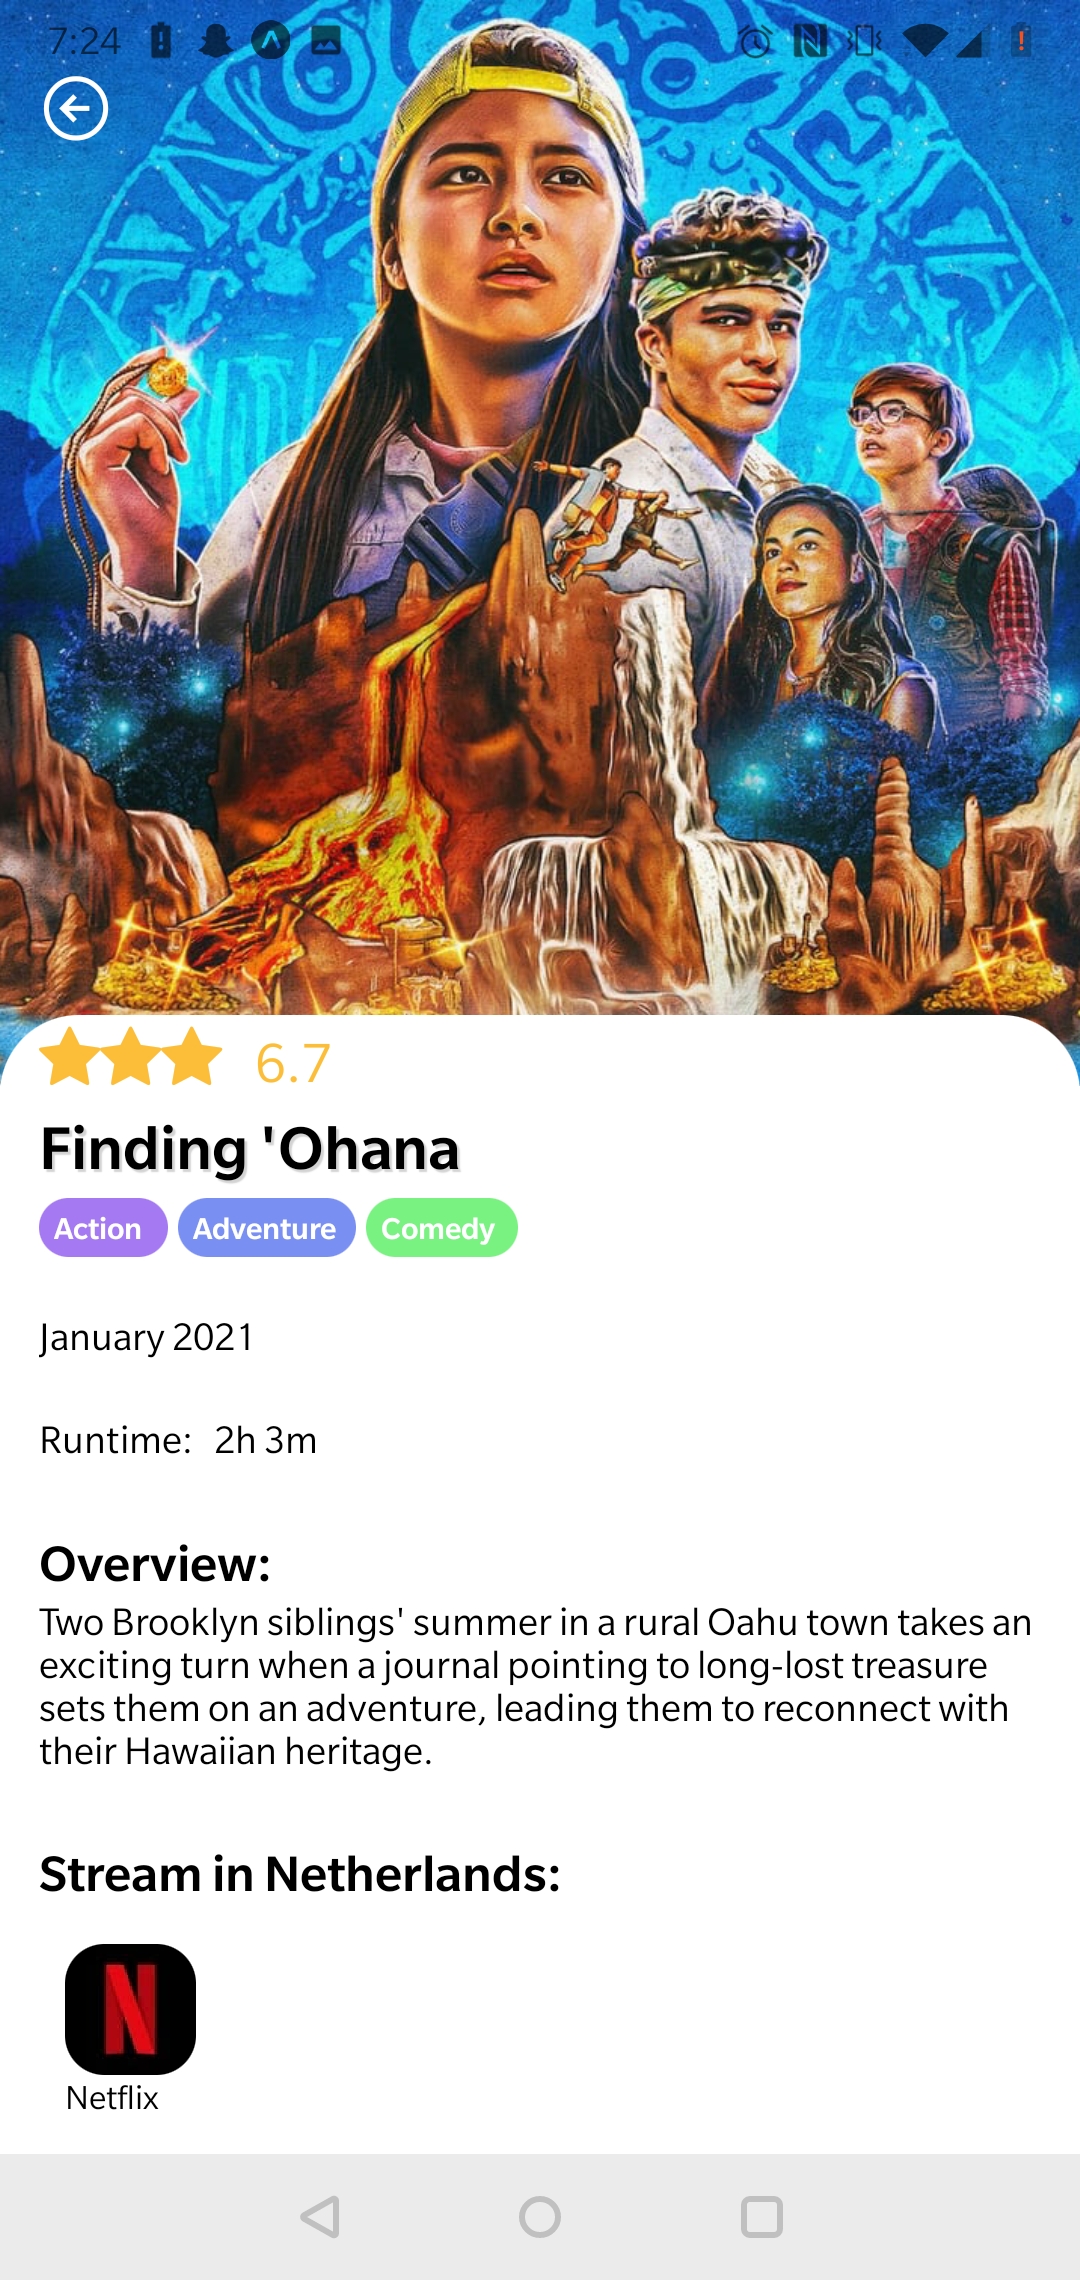 7:24
6.7
Finding 'Ohana
Action Adventure Comedy
January 2021
Runtime: 2h 3m
Overview:
Two Brooklyn siblings' summer in a rural Oahu town takes an
exciting turn when a journal pointing to long-lost treasure
sets them on an adventure, leading them to reconnect with
their Hawaiian heritage.
Stream in Netherlands:
N
Netflix